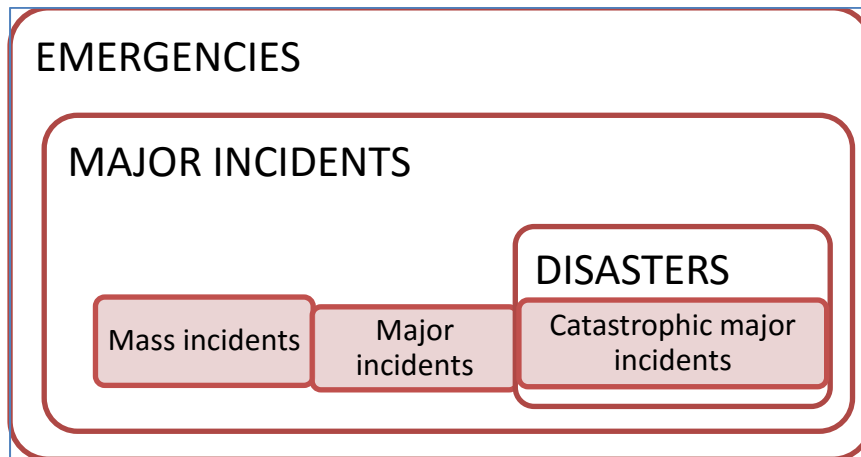 EMERGENCIES
MAJOR INCIDENTS
DISASTERS
Mass incidents
Major
incidents
Catastrophic major
incidents